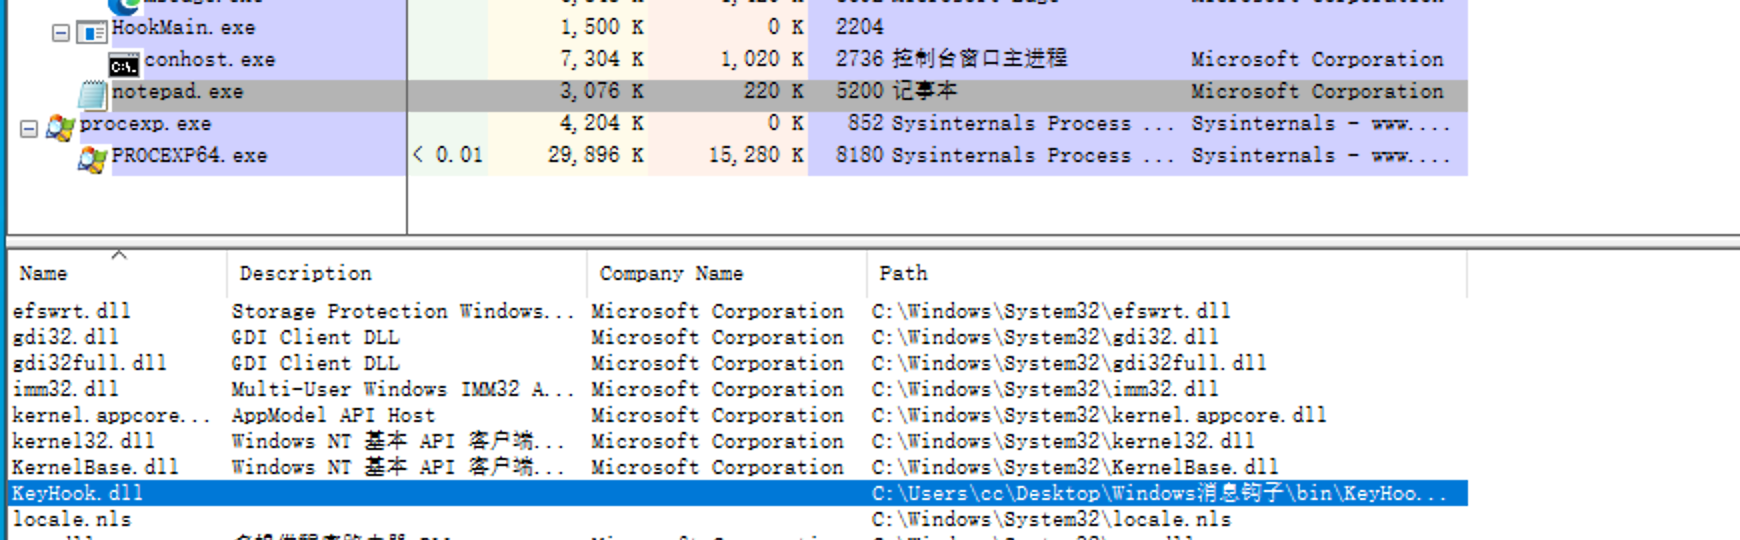 HookMain.exe 1,500 K 0 K 2204
conhost.exe 7,304 K 1,020 K 2736 控制台窗口主进程 Microsoft Corporation
notepad.exe 3,076 K 220 K 5200 记事本 Microsoft Corporation
procexp.exe 4,204 K 0 K 852 Sysinternals Process ... Sysinternals - www....
PROCEXP64.exe < 0.01 29,896 K 15,280 K 8180 Sysinternals Process ... Sysinternals - www....
Name Description Company Name Path
efswrt.dll Storage Protection Windows... Microsoft Corporation C:\Windows\System32\efswrt.dll
gdi32.dll GDI Client DLL Microsoft Corporation C:\Windows\System32\gdi32.dll
gdi32full.dll GDI Client DLL Microsoft Corporation C:\Windows\System32\gdi32full.dll
imm32.dll Multi-User Windows IMM32 A... Microsoft Corporation C:\Windows\System32\imm32.dll
kernel.appcore... AppModel API Host Microsoft Corporation C:\Windows\System32\kernel.appcore.dll
kernel32.dll Windows NT 基本 API 客户端... Microsoft Corporation C:\Windows\System32\kernel32.dll
KernelBase.dll Windows NT 基本 API 客户端... Microsoft Corporation C:\Windows\System32\KernelBase.dll
KeyHook.dll C:\Users\cc\Desktop\Windows消息钩子\bin\KeyHoo...
locale.nls C:\Windows\System32\locale.nls